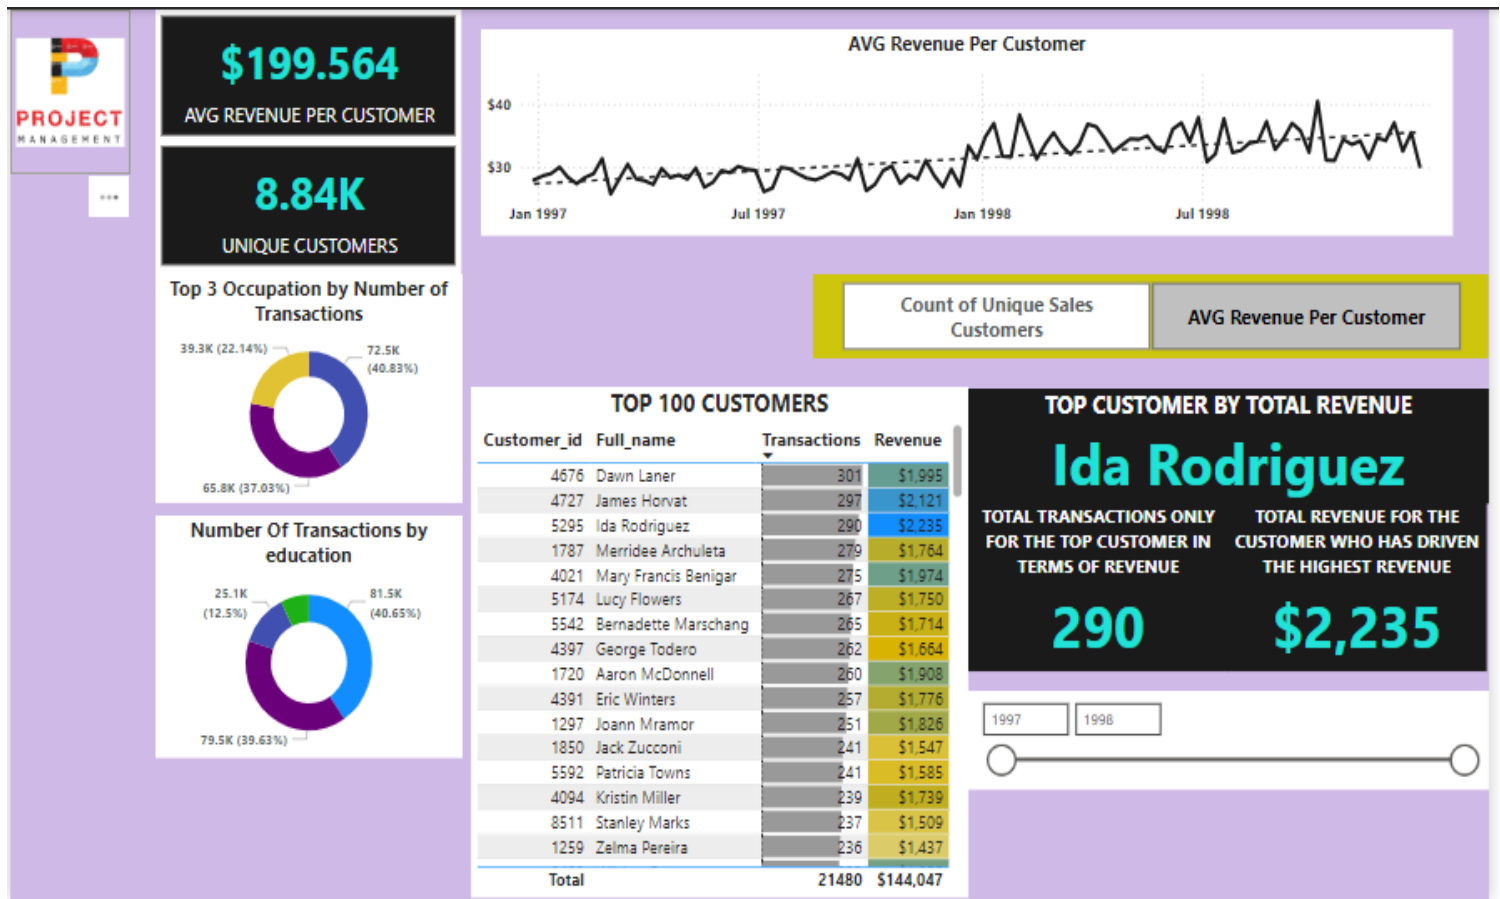 PROJECT
MANAGEMENT
$199.564
AVG REVENUE PER CUSTOMER
8.84K
UNIQUE CUSTOMERS
Top 3 Occupation by Number of
Transactions
39.3K (22.14%)
72.5K
(40.83%)
65.8K (37.03%)
Number Of Transactions by
education
25.1K
(12.5%)
81.5K
(40.65%)
79.5K (39.63%)
AVG Revenue Per Customer
$40
$30
Jan 1997 Jul 1997 Jan 1998 Jul 1998
Count of Unique Sales
Customers
AVG Revenue Per Customer
TOP 100 CUSTOMERS
Customer_id Full_name Transactions Revenue
4676 Dawn Laner 301 $1,995
4727 James Horvat 297 $2,121
5295 Ida Rodriguez 290 $2,235
1787 Merridee Archuleta 279 $1,764
4021 Mary Francis Benigar 275 $1,974
5174 Lucy Flowers 267 $1,750
5542 Bernadette Marschang 265 $1,714
4397 George Todero 262 $1,664
1720 Aaron McDonnell 260 $1,908
4391 Eric Winters 257 $1,776
1297 Joann Mramor 251 $1,826
1850 Jack Zucconi 241 $1,547
5592 Patricia Towns 241 $1,585
4094 Kristin Miller 239 $1,739
8511 Stanley Marks 237 $1,509
1259 Zelma Pereira 236 $1,437
Total 21480 $144,047
TOP CUSTOMER BY TOTAL REVENUE
Ida Rodriguez
TOTAL TRANSACTIONS ONLY
FOR THE TOP CUSTOMER IN
TERMS OF REVENUE
290
TOTAL REVENUE FOR THE
CUSTOMER WHO HAS DRIVEN
THE HIGHEST REVENUE
$2,235
1997 1998